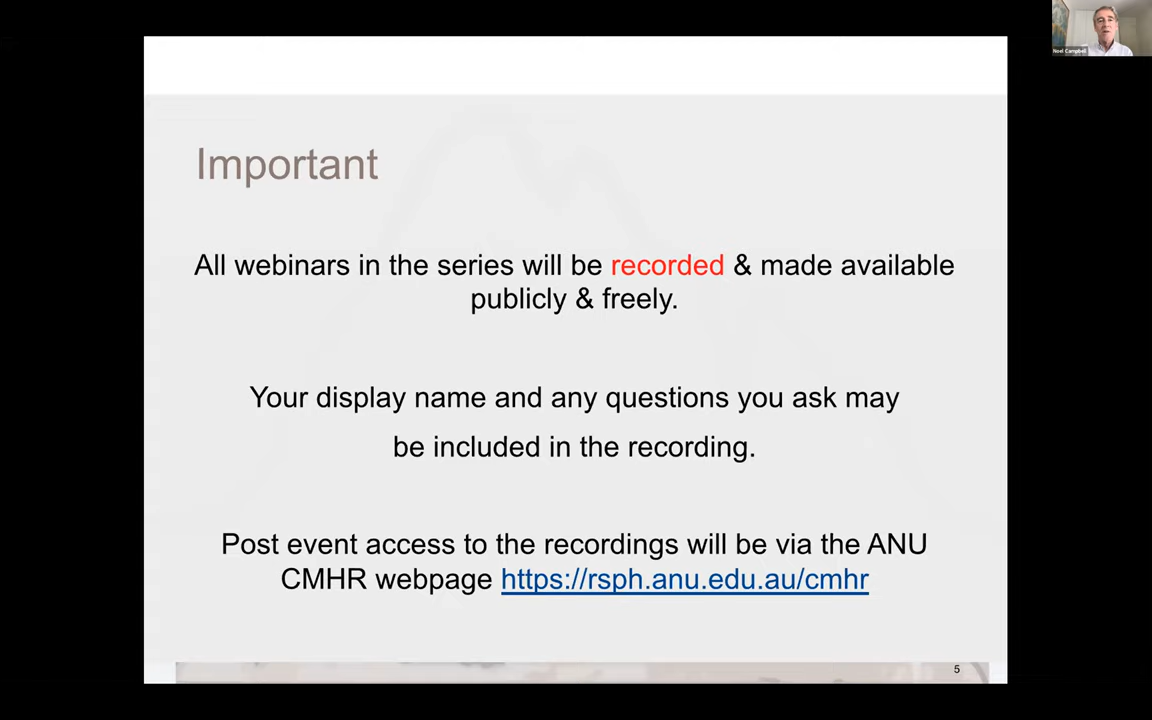 Noel Campbell
Important
All webinars in the series will be recorded & made available
publicly & freely.
Your display name and any questions you ask may
be included in the recording.
Post event access to the recordings will be via the ANU
CMHR webpage https://rsph.anu.edu.au/cmhr
5